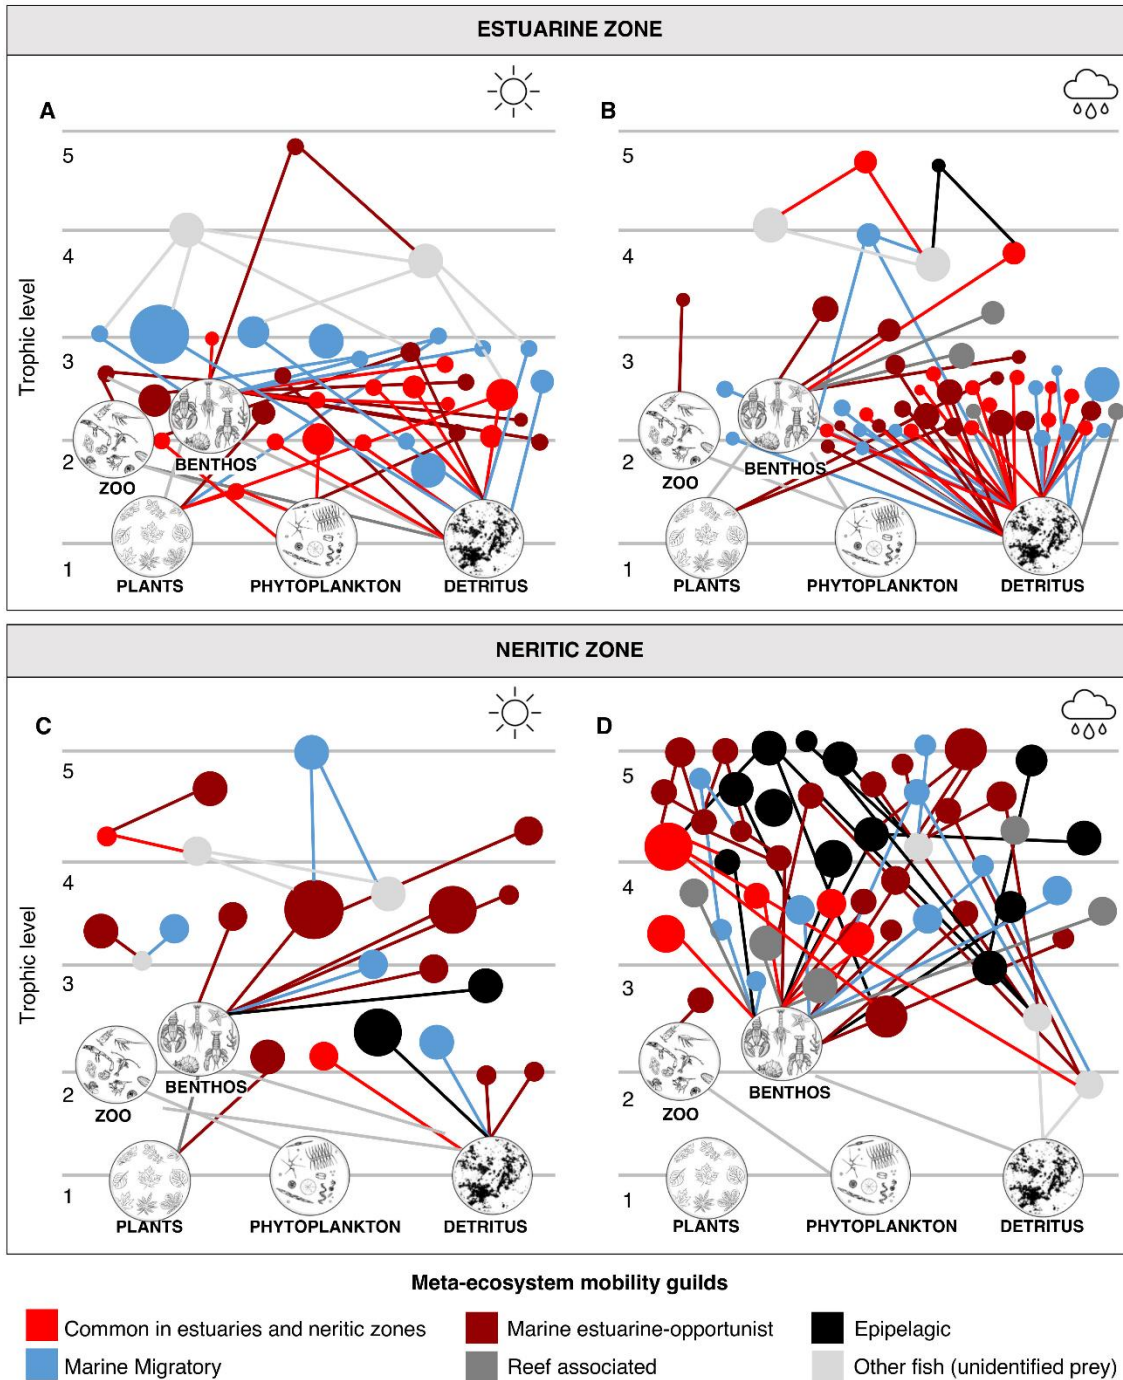 ESTUARINE ZONE
A
B
5
4
3
2
1
Trophic level
ZOO
BENTHOS
PLANTS
PHYTOPLANKTON
DETRITUS
5
4
3
2
1
ZOO
BENTHOS
PLANTS
PHYTOPLANKTON
DETRITUS
NERITIC ZONE
C
D
5
4
3
2
1
Trophic level
BENTHOS
ZOO
PLANTS
PHYTOPLANKTON
DETRITUS
5
4
3
2
1
BENTHOS
ZOO
PLANTS
PHYTOPLANKTON
DETRITUS
Meta-ecosystem mobility guilds
Common in estuaries and neritic zones
Marine estuarine-opportunist
Epipelagic
Marine Migratory
Reef associated
Other fish (unidentified prey)